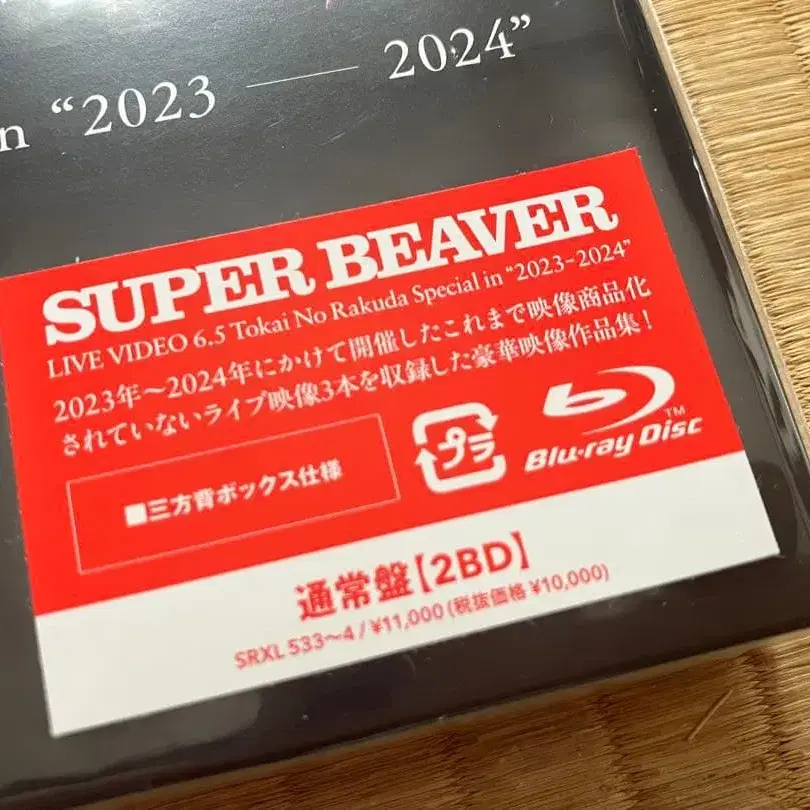 n “2023 — 2024”
SUPER BEAVER
LIVE VIDEO 6.5 Tokai No Rakuda Special in “2023-2024”
2023年～2024年にかけて開催したこれまで映像商品化
されていないライブ映像3本を収録した豪華映像作品集！
■三方背ボックス仕様
プラ
Blu-ray Disc™
通常盤【2BD】
SRXL 533～4 / ¥11,000 (税抜価格 ¥10,000)